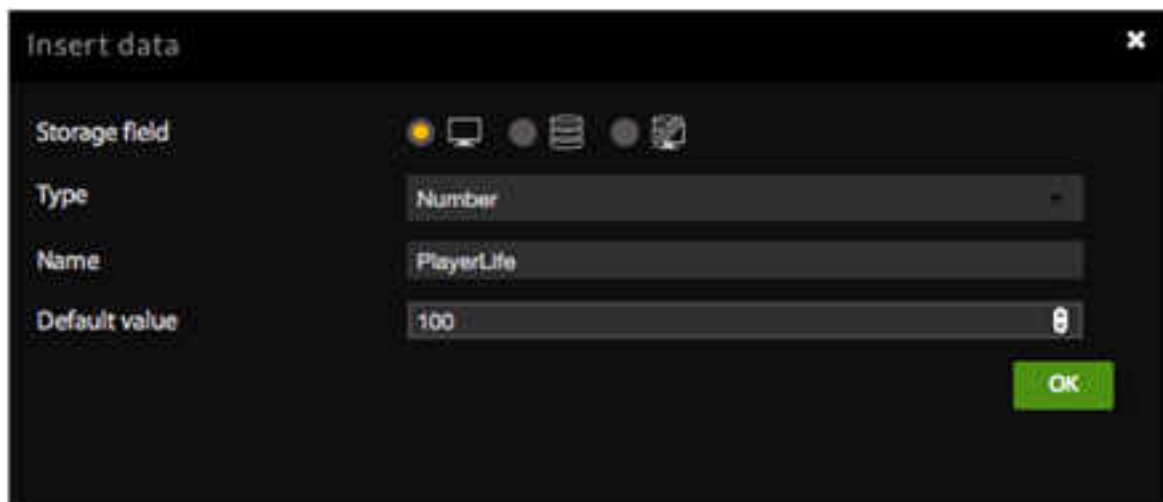 Insert data
Storage field
Type Number
Name PlayerLife
Default value 100
OK